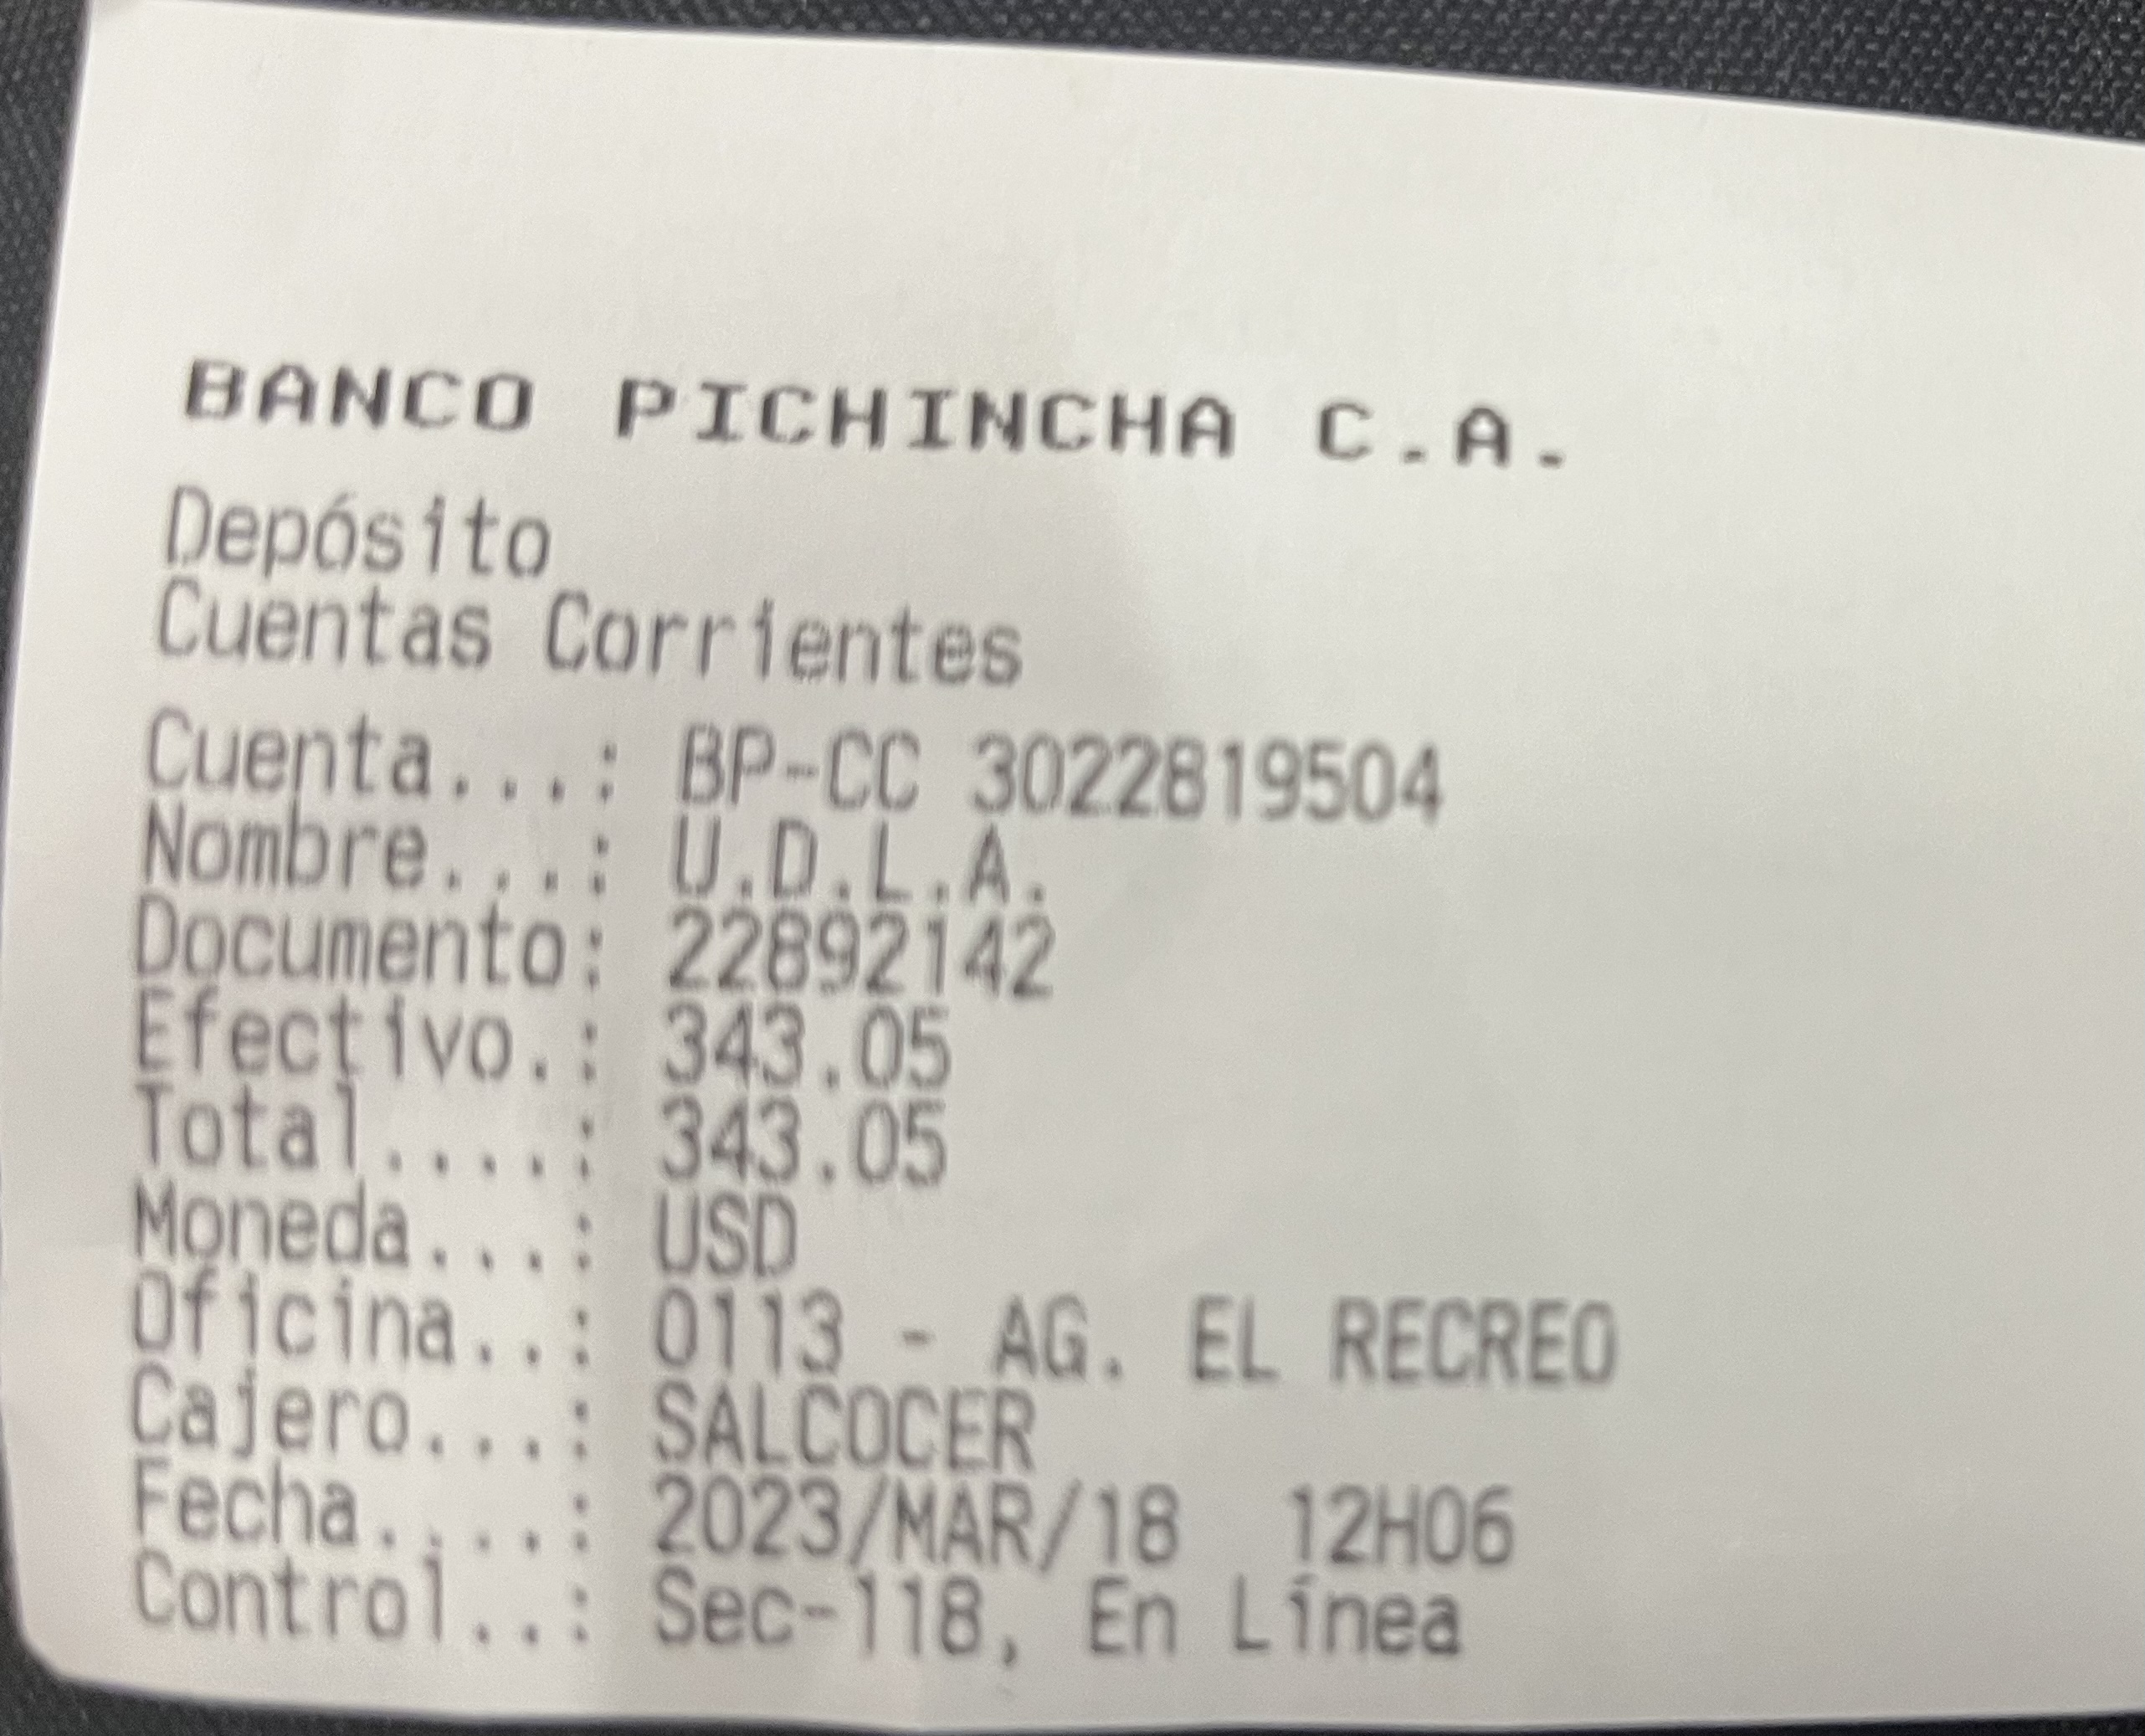 BANCO PICHINCHA C.A.
Depósito
Cuentas Corrientes
Cuenta...: BP-CC 3022819504
Nombre...: U.D.L.A.
Documento: 22892142
Efectivo.: 343.05
Total....: 343.05
Moneda...: USD
Oficina..: 0113 - AG. EL RECREO
Cajero...: SALCOCER
Fecha....: 2023/MAR/18  12H06
Control..: Sec-118, En Línea